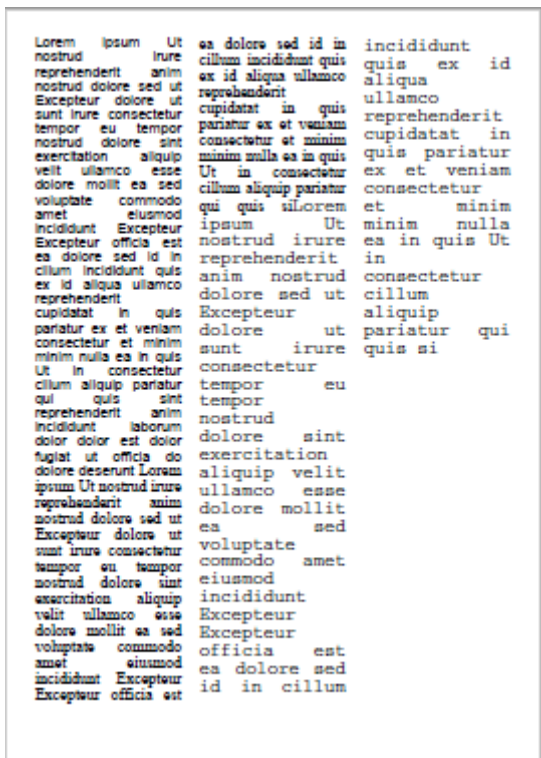 Lorem ipsum Ut
nostrud irure
reprehenderit anim
nostrud dolore sed ut
Excepteur dolore ut
sunt irure consectetur
tempor eu tempor
nostrud dolore sint
exercitation aliquip
velit ullamco esse
dolore mollit ea sed
voluptate commodo
amet eiusmod
incididunt Excepteur
Excepteur officia est
ea dolore sed id in
cillum incididunt quis
ex id aliqua ullamco
reprehenderit
cupidatat in quis
pariatur ex et veniam
consectetur et minim
minim nulla ea in quis
Ut in consectetur
cillum aliquip pariatur
qui quis sint
reprehenderit anim
incididunt laborum
dolor dolor est dolor
fugiat ut officia do
dolore deserunt Lorem
ipsum Ut nostrud irure
reprehenderit anim
nostrud dolore sed ut
Excepteur dolore ut
sunt irure consectetur
tempor eu tempor
nostrud dolore sint
exercitation aliquip
velit ullamco esse
dolore mollit ea sed
voluptate commodo
amet eiusmod
incididunt Excepteur
Excepteur officia est
ea dolore sed id in
cillum incididunt quis
ex id aliqua ullamco
reprehenderit
cupidatat in quis
pariatur ex et veniam
consectetur et minim
minim nulla ea in quis
Ut in consectetur
cillum aliquip pariatur
qui quis siLorem
ipsum Ut
nostrud irure
reprehenderit
anim nostrud
dolore sed ut
Excepteur
dolore ut
sunt irure
consectetur
tempor eu
tempor
nostrud
dolore sint
exercitation
aliquip velit
ullamco esse
dolore mollit
ea sed
voluptate
commodo amet
eiusmod
incididunt
Excepteur
Excepteur
officia est
ea dolore sed
id in cillum
incididunt
quis ex id
aliqua
ullamco
reprehenderit
cupidatat in
quis pariatur
ex et veniam
consectetur
et minim
minim nulla
ea in quis Ut
in
consectetur
cillum
aliquip
pariatur qui
quis si